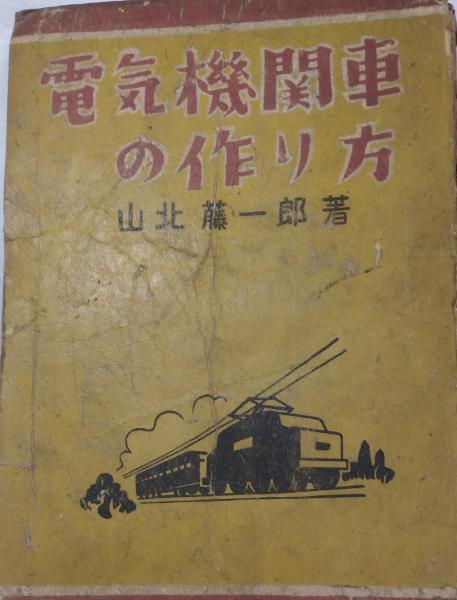 電気機関車
の作り方
山北藤一郎著